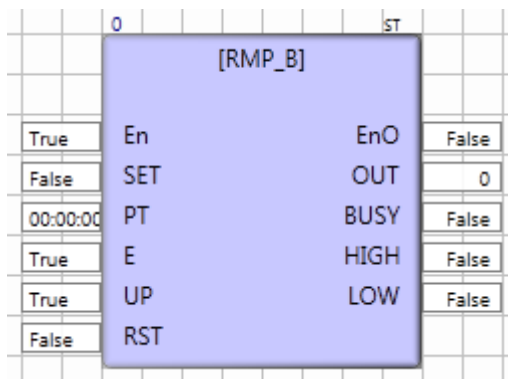 0 ST
[RMP_B]
True En EnO False
False SET OUT 0
00:00:00 PT BUSY False
True E HIGH False
True UP LOW False
False RST